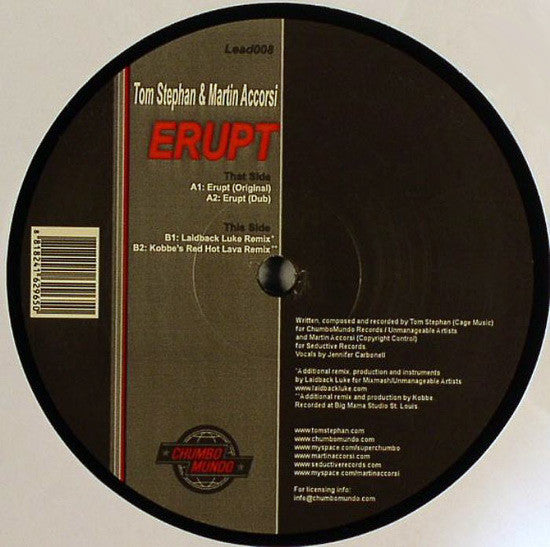 Lead008
Tom Stephan & Martin Accorsi
ERUPT
That Side
A1: Erupt (Original)
A2: Erupt (Dub)
This Side
B1: Laidback Luke Remix*
B2: Kobbe's Red Hot Lava Remix**
8 818241 629650
CHUMBO
MUNDO
Written, composed and recorded by Tom Stephan (Cage Music)
for ChumboMundo Records / Unmanageable Artists
and Martin Accorsi (Copyright Control)
for Seductive Records.
Vocals by Jennifer Carbonell
*Additional remix, production and instruments
by Laidback Luke for Mixmash/Unmanageable Artists
www.laidbackluke.com
**Additional remix and production by Kobbe
Recorded at Big Mama Studio St. Louis
www.tomstephan.com
www.chumbomundo.com
www.myspace.com/superchumbo
www.martinaccorsi.com
www.seductiverecords.com
www.myspace.com/martinaccorsi
For licensing info:
info@chumbomundo.com